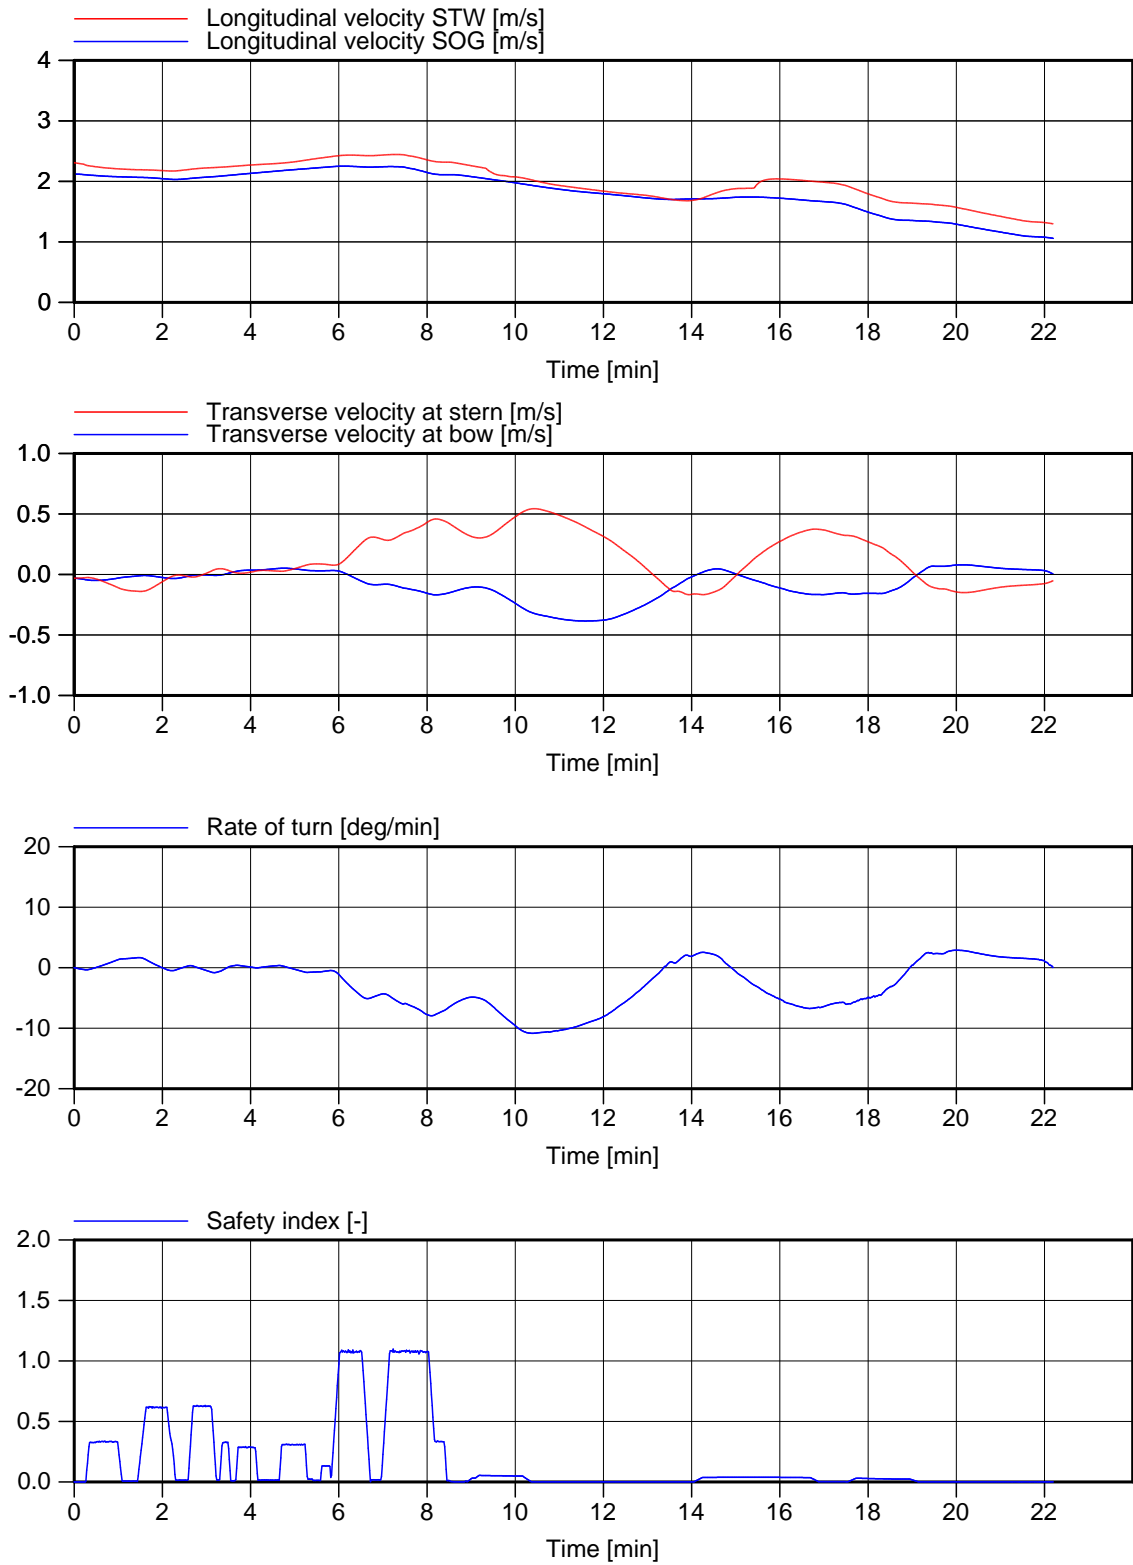 Longitudinal velocity STW [m/s]
Longitudinal velocity SOG [m/s]
4
3
2
1
0
0 2 4 6 8 10 12 14 16 18 20 22
Time [min]
Transverse velocity at stern [m/s]
Transverse velocity at bow [m/s]
1.0
0.5
0.0
-0.5
-1.0
0 2 4 6 8 10 12 14 16 18 20 22
Time [min]
Rate of turn [deg/min]
20
10
0
-10
-20
0 2 4 6 8 10 12 14 16 18 20 22
Time [min]
Safety index [-]
2.0
1.5
1.0
0.5
0.0
0 2 4 6 8 10 12 14 16 18 20 22
Time [min]